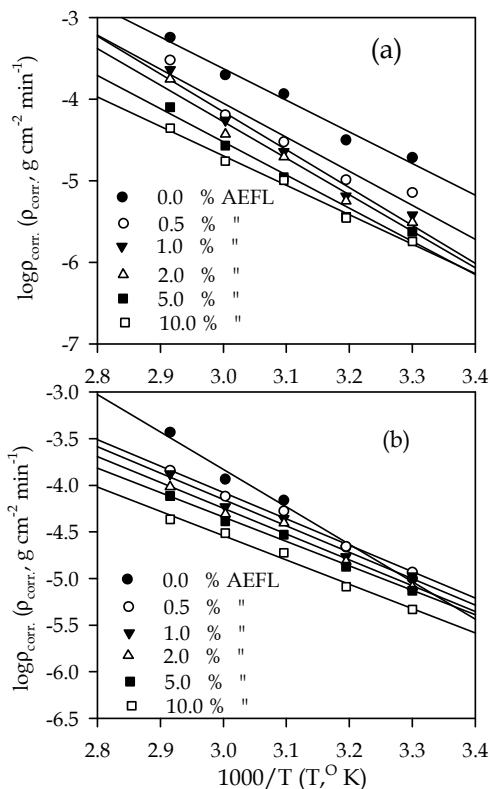 -3
(a)
-4
logρcorr. (ρcorr., g cm-2 min-1)
-5
0.0 % AEFL
0.5 % "
1.0 % "
-6
2.0 % "
5.0 % "
10.0 % "
-7
2.8 2.9 3.0 3.1 3.2 3.3 3.4
-3.0
(b)
-3.5
-4.0
-4.5
logρcorr. (ρcorr., g cm-2 min-1)
-5.0
0.0 % AEFL
0.5 % "
-5.5
1.0 % "
2.0 % "
-6.0
5.0 % "
10.0 % "
-6.5
2.8 2.9 3.0 3.1 3.2 3.3 3.4
1000/T (T,O K)